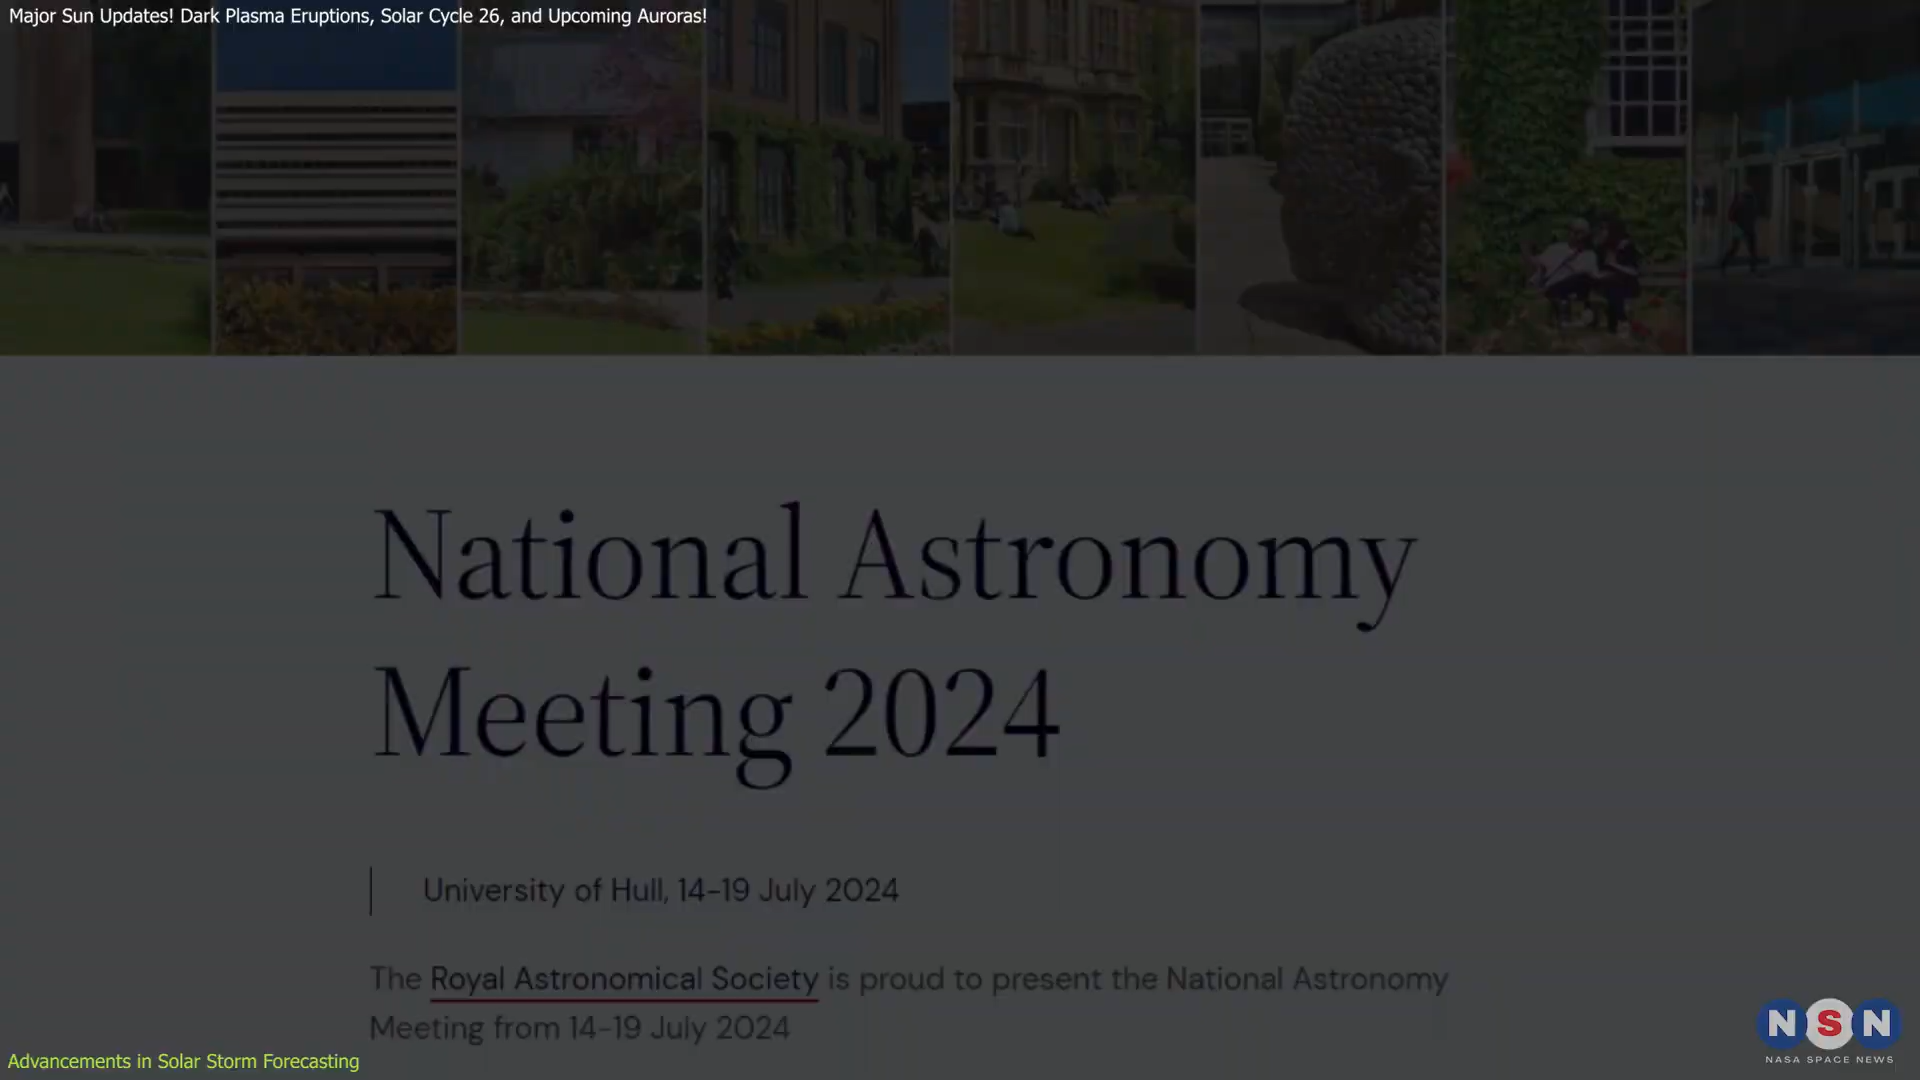 Major Sun Updates! Dark Plasma Eruptions, Solar Cycle 26, and Upcoming Auroras!
National Astronomy
Meeting 2024
University of Hull, 14-19 July 2024
The Royal Astronomical Society is proud to present the National Astronomy
Meeting from 14-19 July 2024
NSN
NASA SPACE NEWS
Advancements in Solar Storm Forecasting